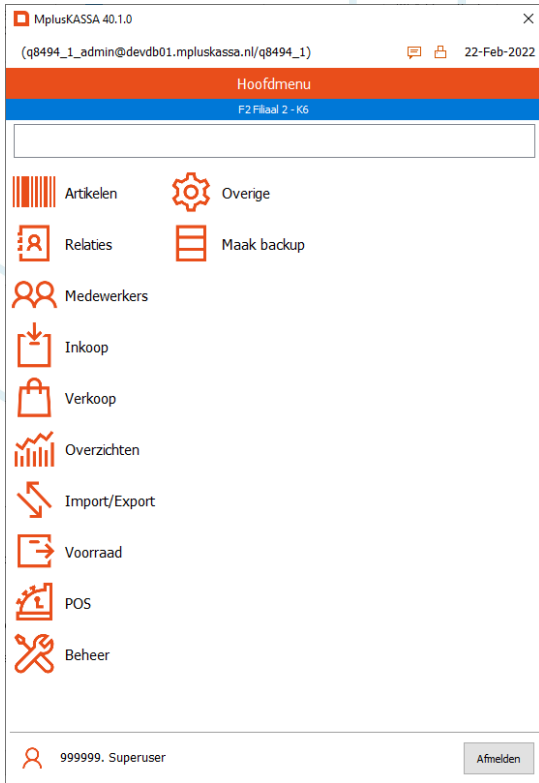 MplusKASSA 40.1.0
(q8494_1_admin@devdb01.mpluskassa.nl/q8494_1) 22-Feb-2022
Hoofdmenu
F2 Filiaal 2 - K6
Artikelen Overige
Relaties Maak backup
Medewerkers
Inkoop
Verkoop
Overzichten
Import/Export
Voorraad
POS
Beheer
999999. Superuser Afmelden